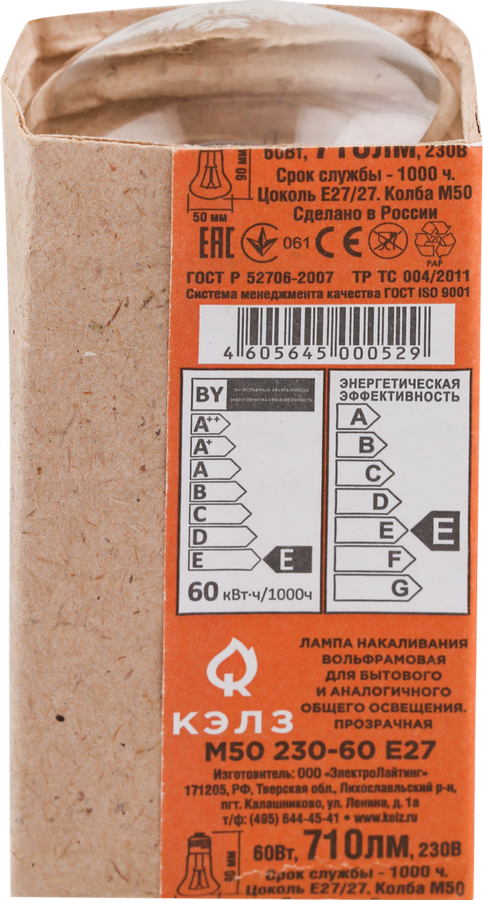 60Вт, 710лм, 230В
90 мм
Срок службы - 1000 ч.
Цоколь Е27/27. Колба М50
50 мм
Сделано в России
ЕАС 061 СЕ 20 PAP
ГОСТ Р 52706-2007 ТР ТС 004/2011
Система менеджмента качества ГОСТ ISO 9001
4 605645 000529
BY
A++
A+
A
B
C
D
E E
60 кВт·ч/1000ч
ЭНЕРГЕТИЧЕСКАЯ
ЭФФЕКТИВНОСТЬ
A
B
C
D
E E
F
G
КЭЛЗ
ЛАМПА НАКАЛИВАНИЯ
ВОЛЬФРАМОВАЯ
ДЛЯ БЫТОВОГО
И АНАЛОГИЧНОГО
ОБЩЕГО ОСВЕЩЕНИЯ.
ПРОЗРАЧНАЯ
М50 230-60 Е27
Изготовитель: ООО «ЭлектроЛайтинг»
171205, РФ, Тверская обл., Лихославльский р-н,
пгт. Калашниково, ул. Ленина, д. 1а
т/ф: (495) 644-45-41 • www.kelz.ru
60Вт, 710лм, 230В
90 мм
Срок службы - 1000 ч.
Цоколь Е27/27. Колба М50